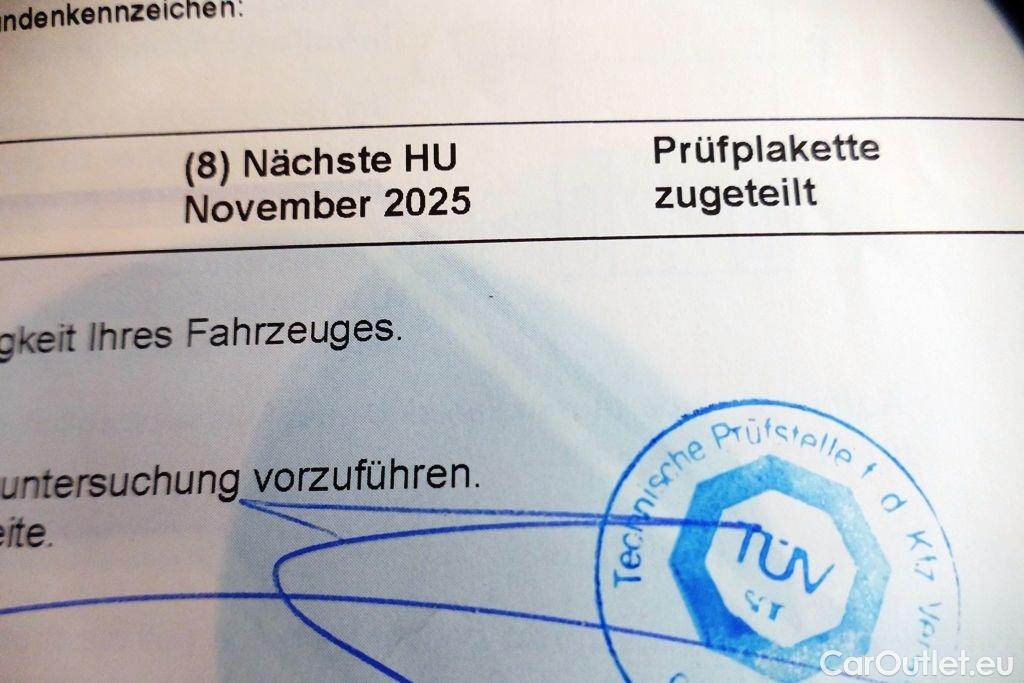 ndenkennzeichen:
(8) Nächste HU
November 2025
Prüfplakette
zugeteilt
gkeit Ihres Fahrzeuges.
untersuchung vorzuführen.
eite.
Technische Prüfstelle f d Kfz
TÜV
CarOutlet.eu